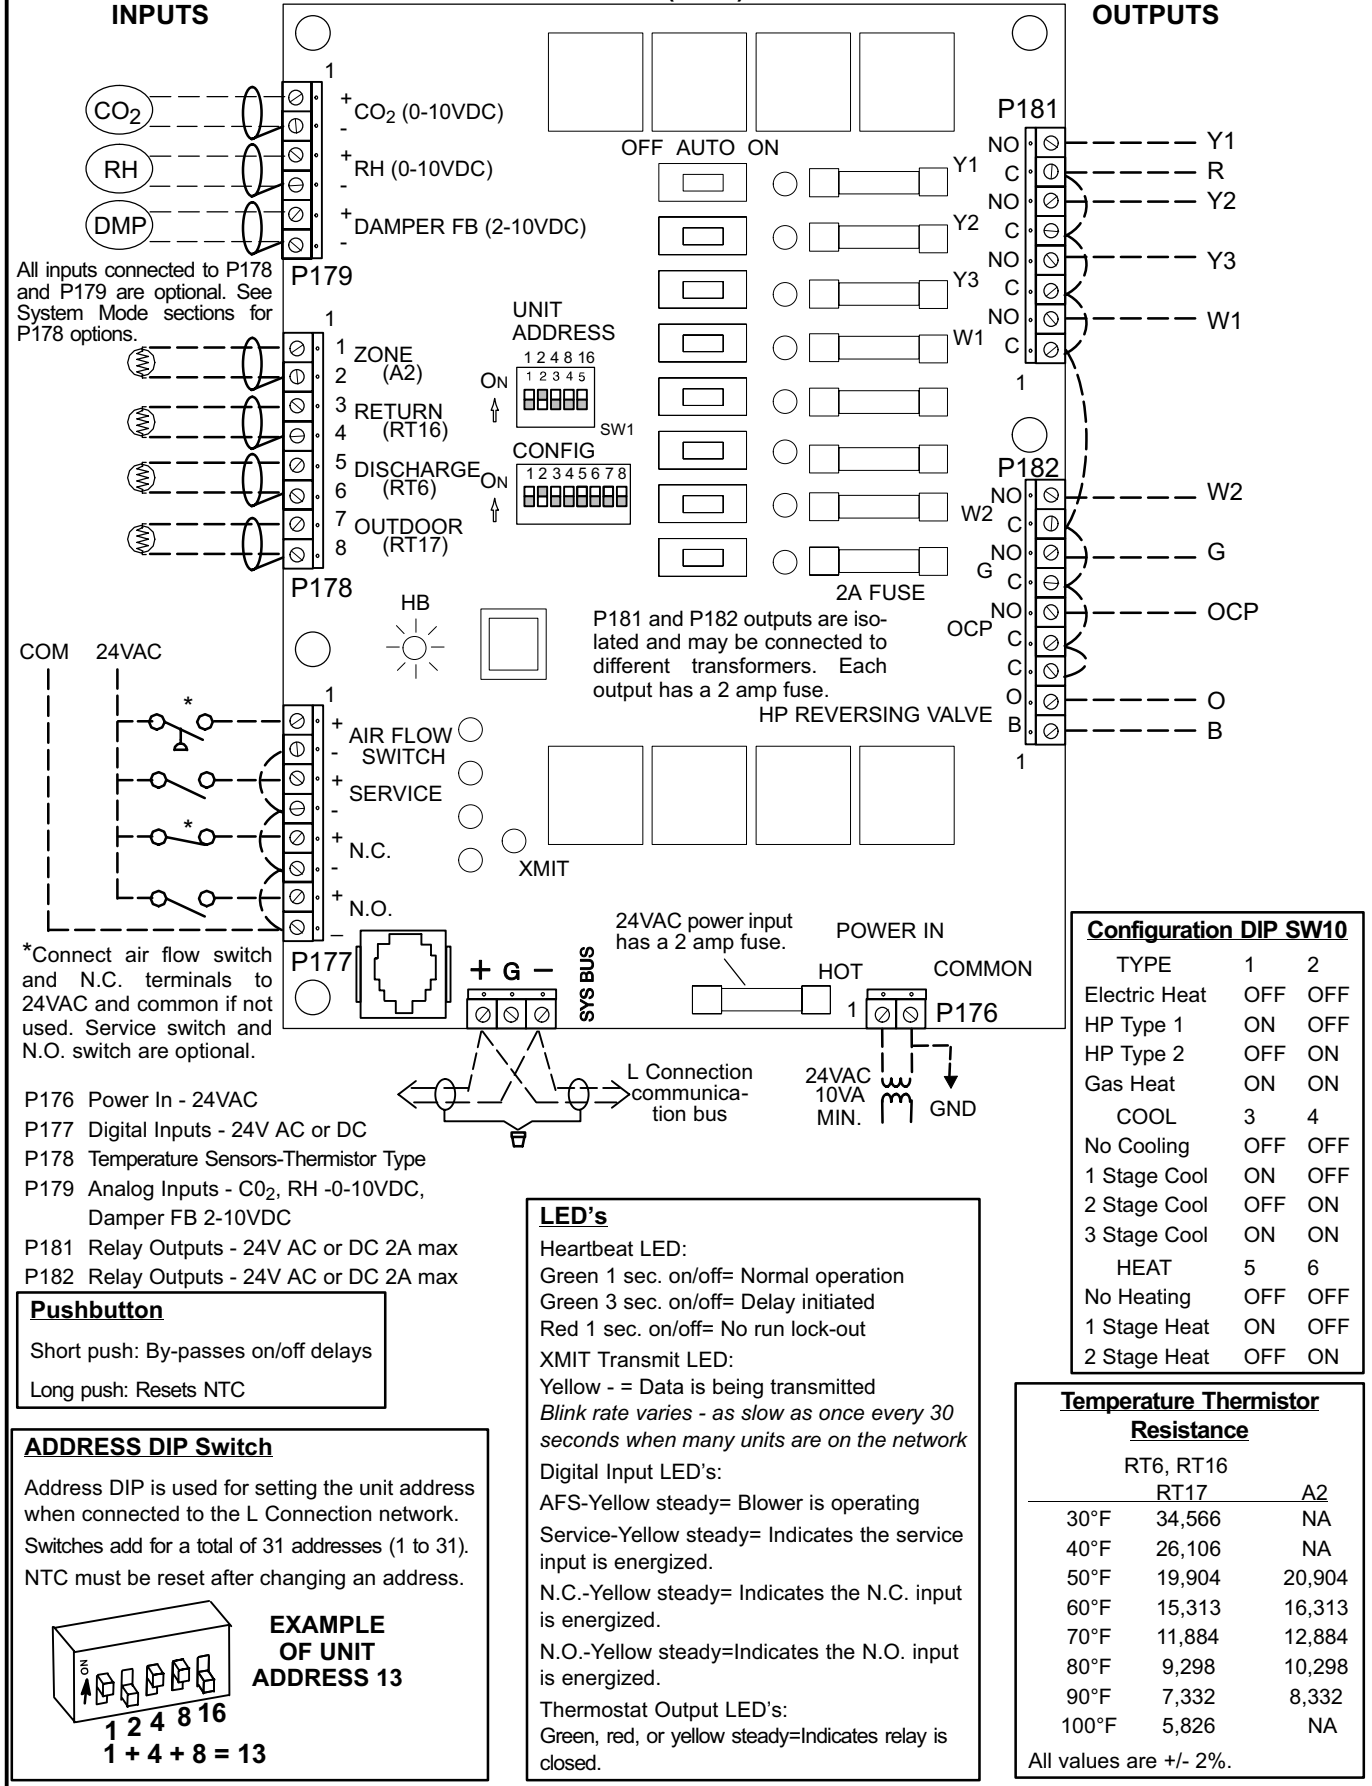 INPUTS
OUTPUTS
1
CO2
+
CO2 (0-10VDC)
-
RH
+
RH (0-10VDC)
-
DMP
+
DAMPER FB (2-10VDC)
-
P179
All inputs connected to P178
and P179 are optional. See
System Mode sections for
P178 options.
1
1 ZONE
2 (A2)
3 RETURN
4 (RT16)
5 DISCHARGE
6 (RT6)
7 OUTDOOR
8 (RT17)
P178
UNIT
ADDRESS
1 2 4 8 16
1 2 3 4 5
ON
SW1
CONFIG
1 2 3 4 5 6 7 8
ON
OFF AUTO ON
Y1
Y2
Y3
W1
W2
G
OCP
2A FUSE
P181
NO Y1
C R
NO Y2
C
NO Y3
C
NO W1
C
1
P182
NO W2
C
NO G
C
NO OCP
C
C
O O
B B
1
HB
P181 and P182 outputs are iso-
lated and may be connected to
different transformers. Each
output has a 2 amp fuse.
HP REVERSING VALVE
COM 24VAC
1
*
+
AIR FLOW
SWITCH
-
+
SERVICE
-
*
+
N.C.
-
+
N.O.
–
XMIT
P177
*Connect air flow switch
and N.C. terminals to
24VAC and common if not
used. Service switch and
N.O. switch are optional.
+ G –
SYS BUS
24VAC power input
has a 2 amp fuse.
POWER IN
HOT COMMON
1 P176
L Connection
communica-
tion bus
24VAC
10VA
MIN.
GND
P176 Power In - 24VAC
P177 Digital Inputs - 24V AC or DC
P178 Temperature Sensors-Thermistor Type
P179 Analog Inputs - C02, RH -0-10VDC,
Damper FB 2-10VDC
P181 Relay Outputs - 24V AC or DC 2A max
P182 Relay Outputs - 24V AC or DC 2A max
Pushbutton
Short push: By-passes on/off delays
Long push: Resets NTC
ADDRESS DIP Switch
Address DIP is used for setting the unit address
when connected to the L Connection network.
Switches add for a total of 31 addresses (1 to 31).
NTC must be reset after changing an address.
ON
1 2 4 8 16
1 + 4 + 8 = 13
EXAMPLE
OF UNIT
ADDRESS 13
LED's
Heartbeat LED:
Green 1 sec. on/off= Normal operation
Green 3 sec. on/off= Delay initiated
Red 1 sec. on/off= No run lock-out
XMIT Transmit LED:
Yellow - = Data is being transmitted
Blink rate varies - as slow as once every 30
seconds when many units are on the network
Digital Input LED's:
AFS-Yellow steady= Blower is operating
Service-Yellow steady= Indicates the service
input is energized.
N.C.-Yellow steady= Indicates the N.C. input
is energized.
N.O.-Yellow steady=Indicates the N.O. input
is energized.
Thermostat Output LED's:
Green, red, or yellow steady=Indicates relay is
closed.
Configuration DIP SW10
TYPE 1 2
Electric Heat OFF OFF
HP Type 1 ON OFF
HP Type 2 OFF ON
Gas Heat ON ON
COOL 3 4
No Cooling OFF OFF
1 Stage Cool ON OFF
2 Stage Cool OFF ON
3 Stage Cool ON ON
HEAT 5 6
No Heating OFF OFF
1 Stage Heat ON OFF
2 Stage Heat OFF ON
Temperature Thermistor
Resistance
RT6, RT16
RT17 A2
30°F 34,566 NA
40°F 26,106 NA
50°F 19,904 20,904
60°F 15,313 16,313
70°F 11,884 12,884
80°F 9,298 10,298
90°F 7,332 8,332
100°F 5,826 NA
All values are +/- 2%.